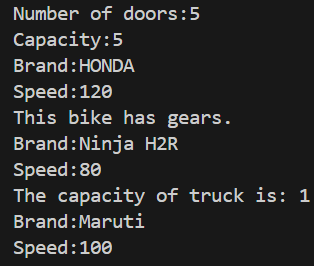 Number of doors:5
Capacity:5
Brand:HONDA
Speed:120
This bike has gears.
Brand:Ninja H2R
Speed:80
The capacity of truck is: 1
Brand:Maruti
Speed:100